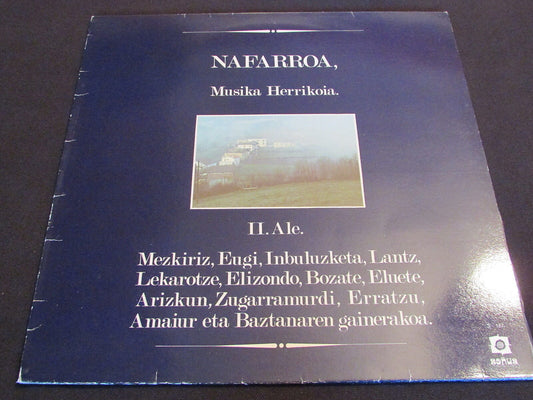 NAFARROA,
Musika Herrikoia.
II. Ale.
Mezkiriz, Eugi, Inbuluzketa, Lantz,
Lekarotze, Elizondo, Bozate, Eluete,
Arizkun, Zugarramurdi, Erratzu,
Amaiur eta Baztanaren gainerakoa.
xoxoa